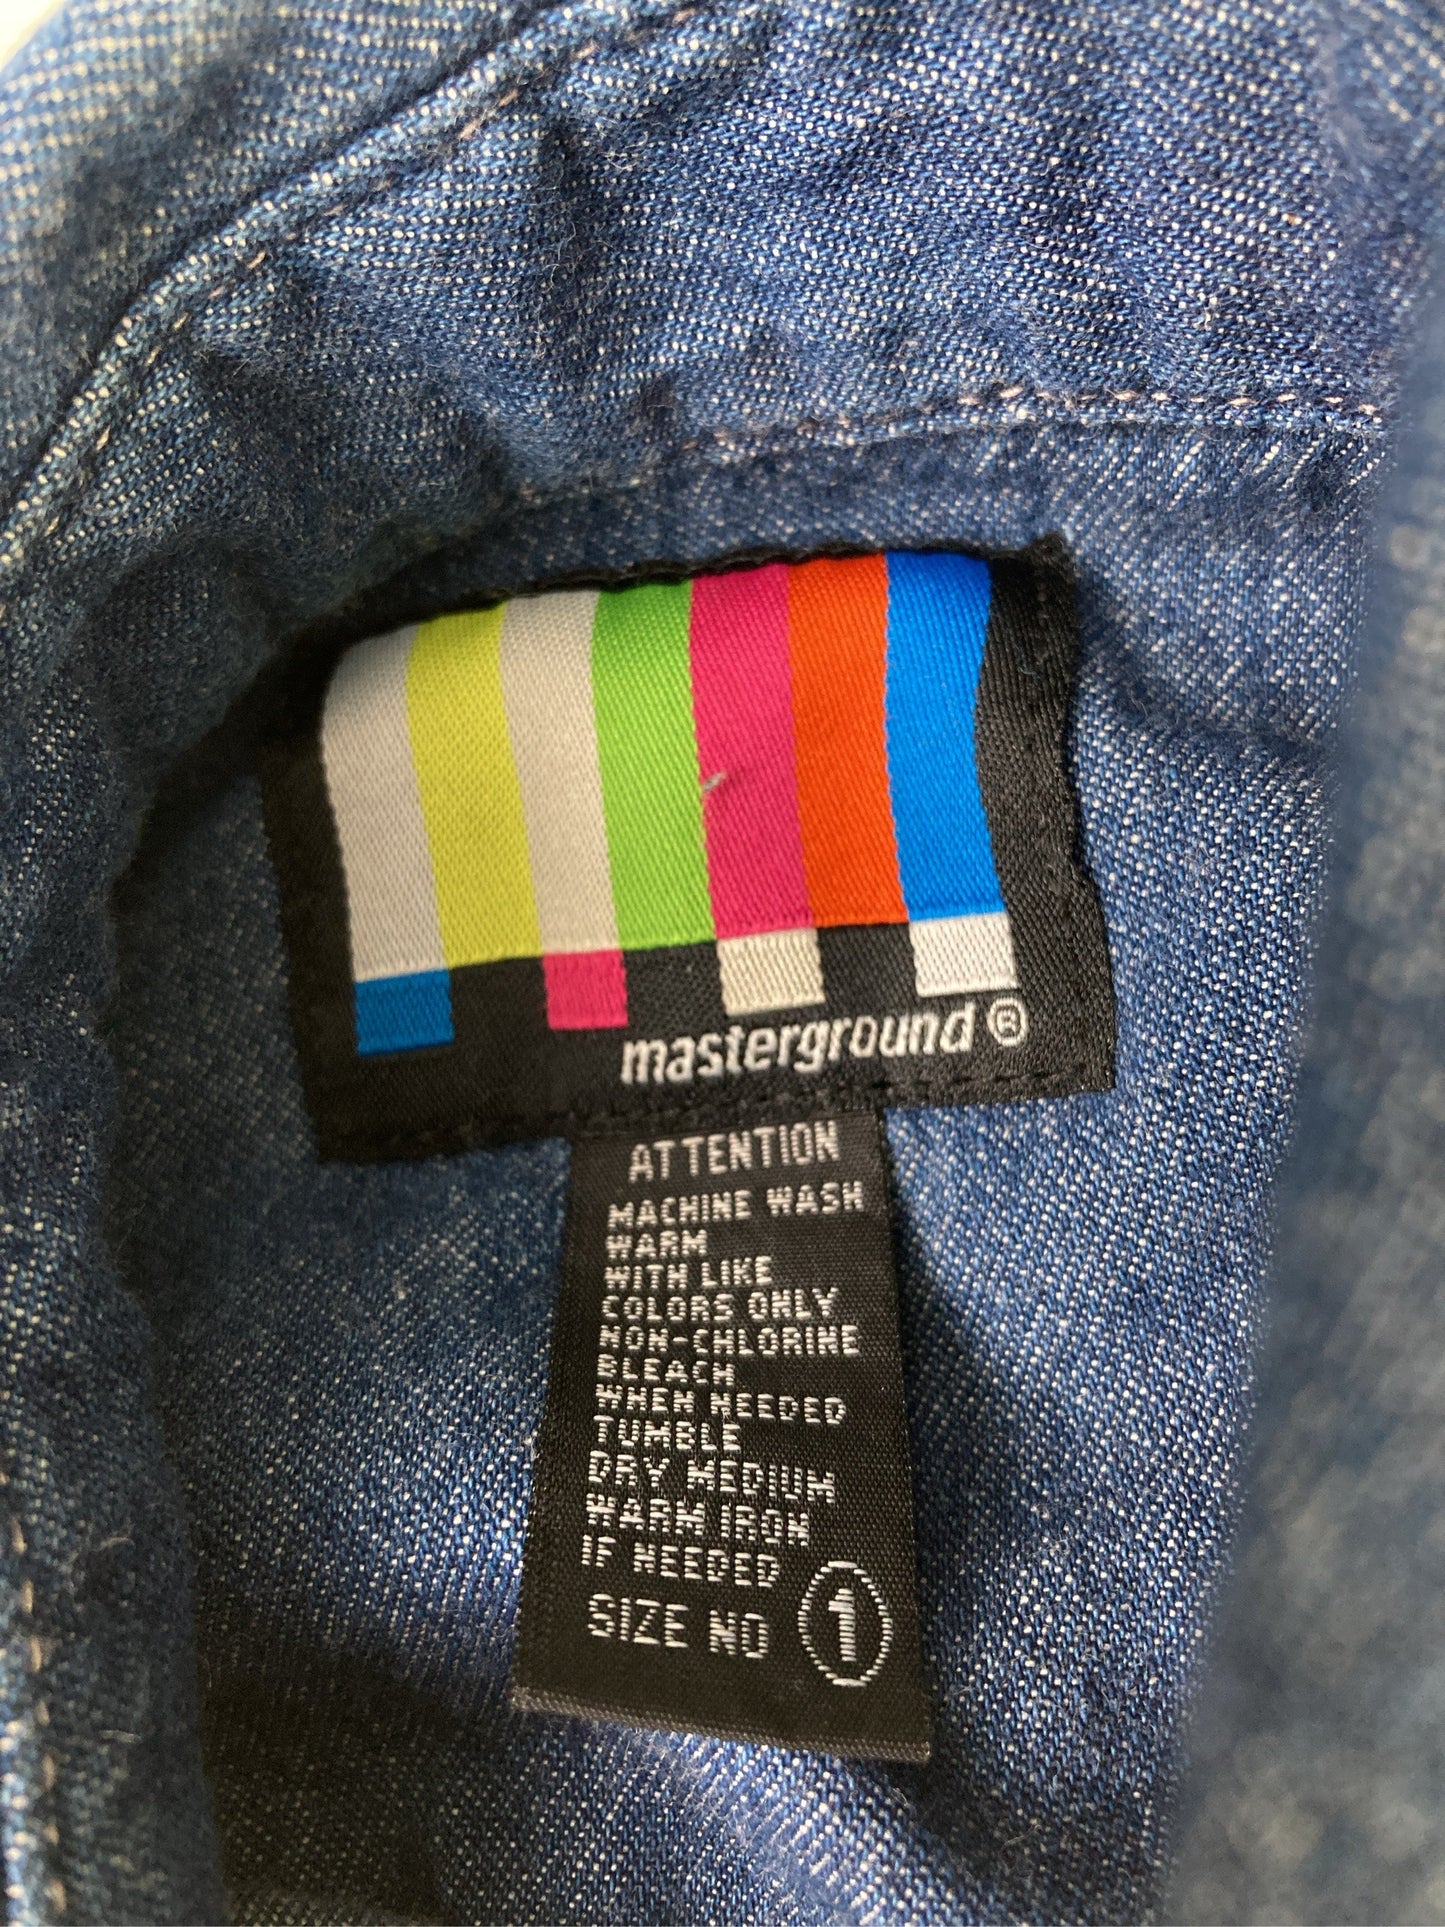 masterground ®
ATTENTION
MACHINE WASH
WARM
WITH LIKE
COLORS ONLY
NON-CHLORINE
BLEACH
WHEN NEEDED
TUMBLE
DRY MEDIUM
WARM IRON
IF NEEDED
SIZE NO 1